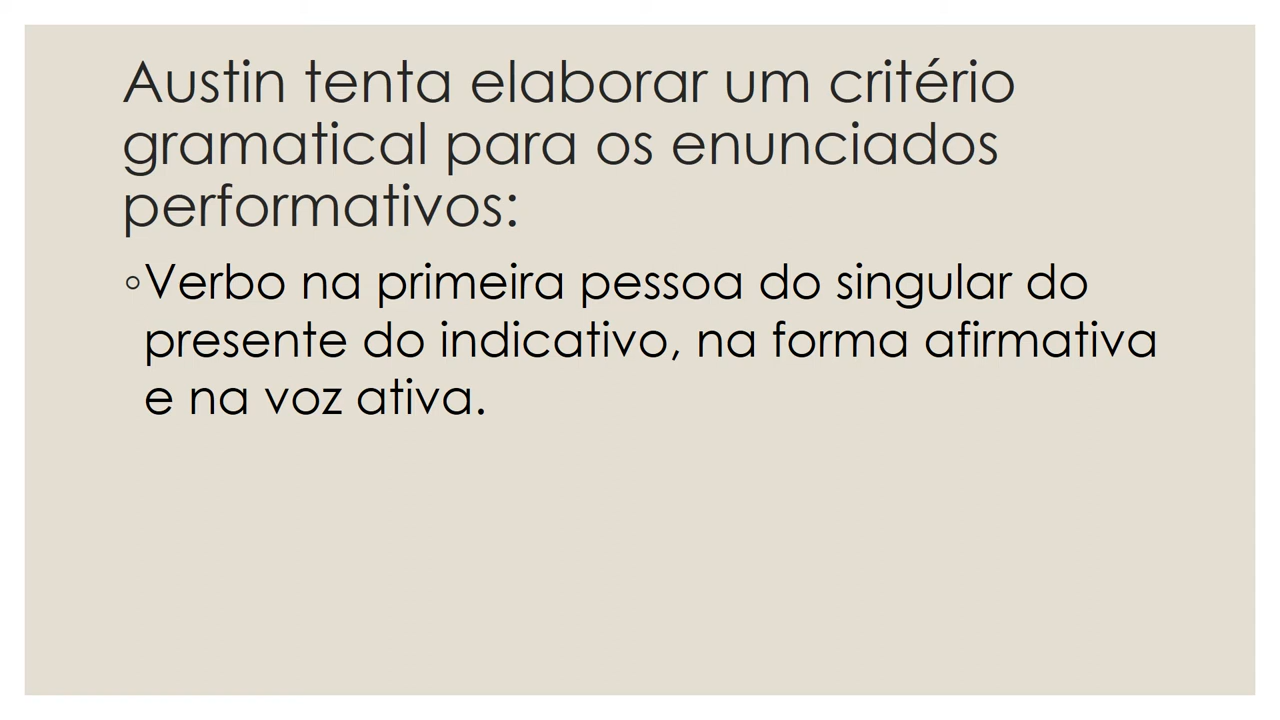 Austin tenta elaborar um critério
gramatical para os enunciados
performativos:
◦Verbo na primeira pessoa do singular do
presente do indicativo, na forma afirmativa
e na voz ativa.